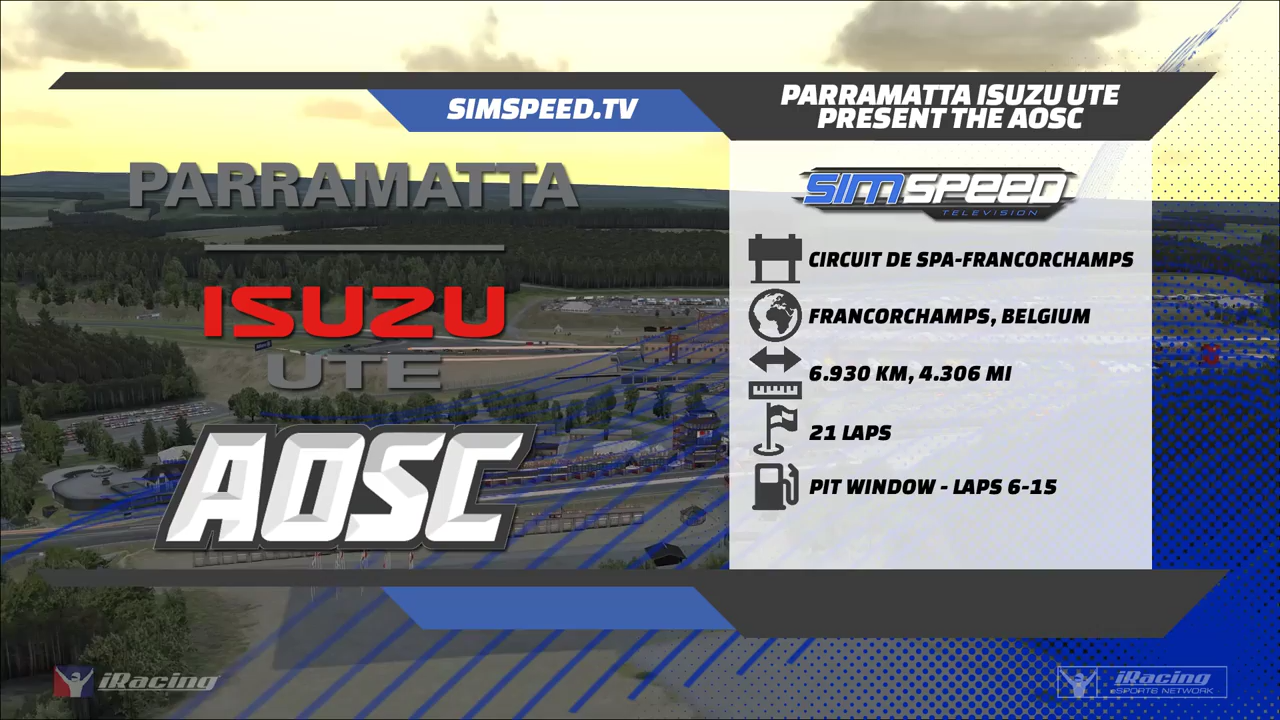 SIMSPEED.TV
PARRAMATTA ISUZU UTE
PRESENT THE AOSC
PARRAMATTA
ISUZU
UTE
AOSC
SIMSPEED
TELEVISION
CIRCUIT DE SPA-FRANCORCHAMPS
FRANCORCHAMPS, BELGIUM
6.930 KM, 4.306 MI
21 LAPS
PIT WINDOW - LAPS 6-15
iRacing
iRacing
eSPORTS NETWORK